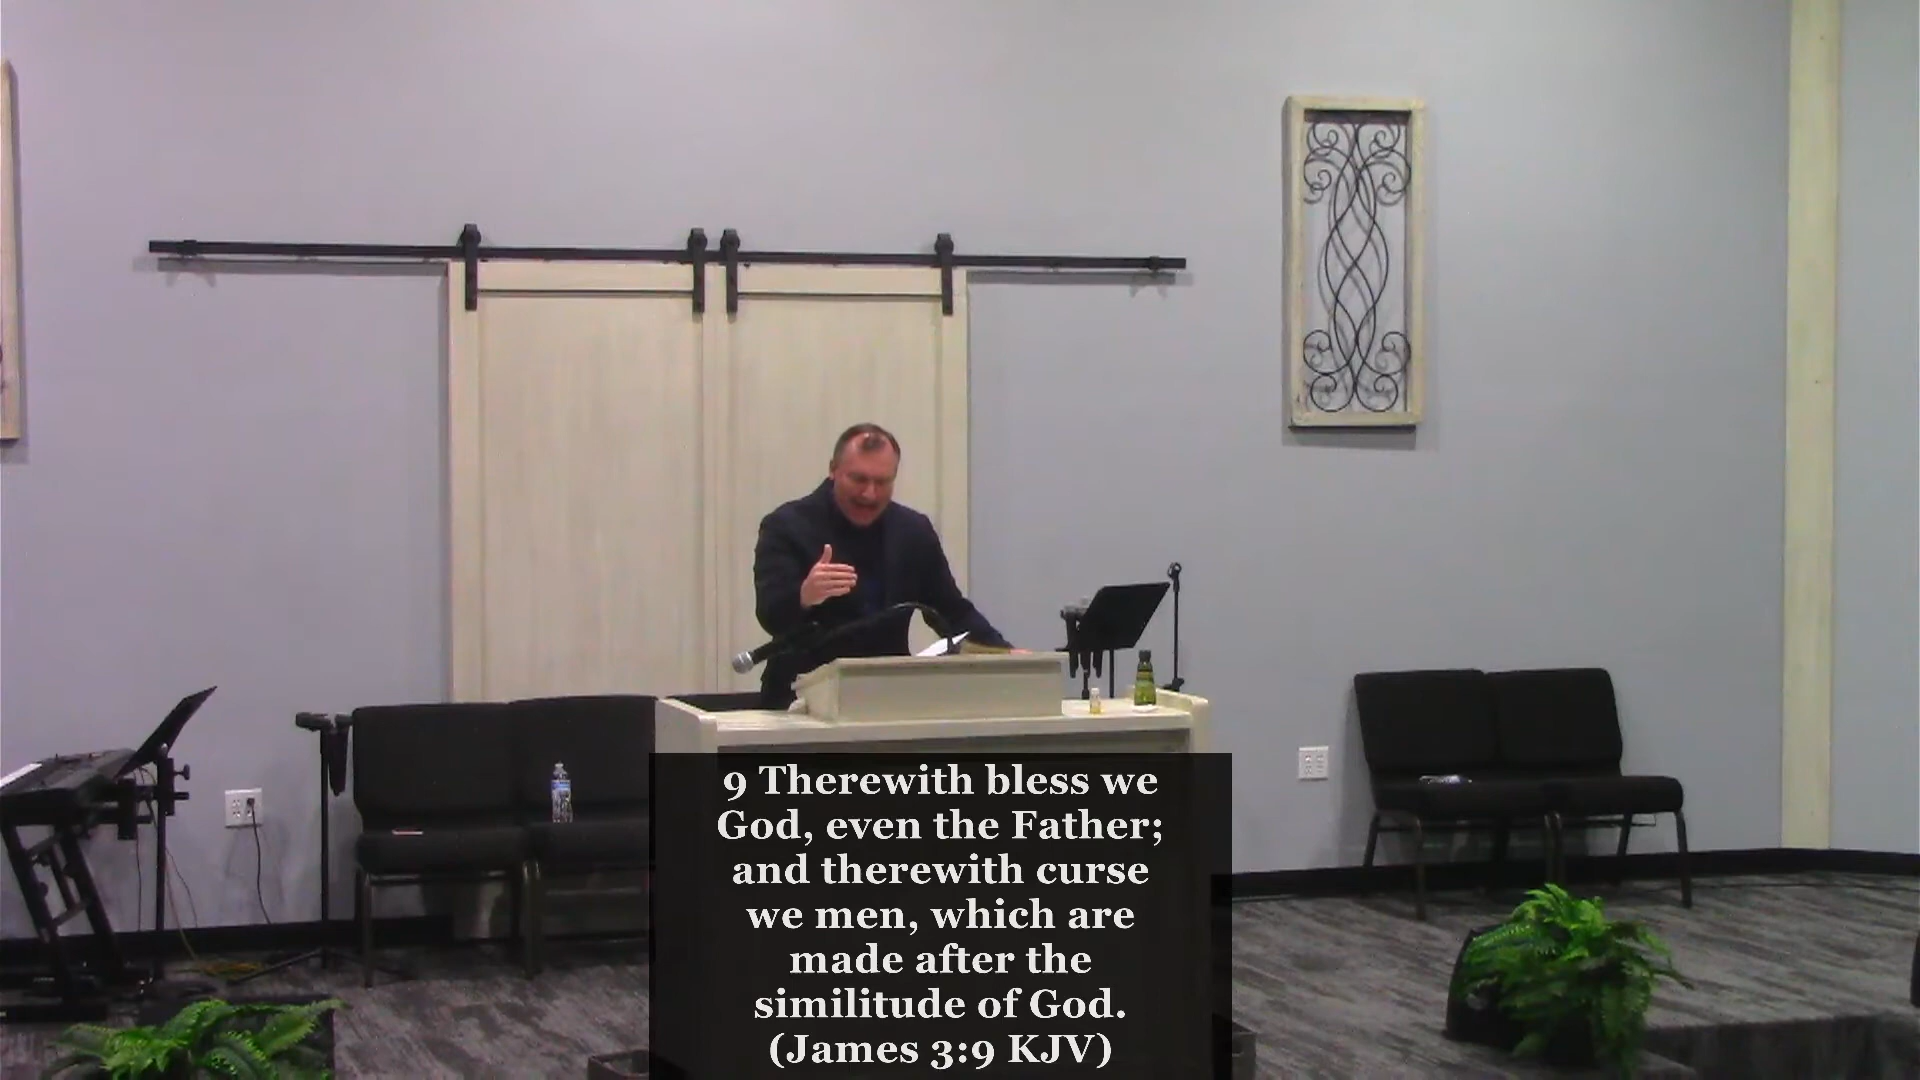 9 Therewith bless we
God, even the Father;
and therewith curse
we men, which are
made after the
similitude of God.
(James 3:9 KJV)